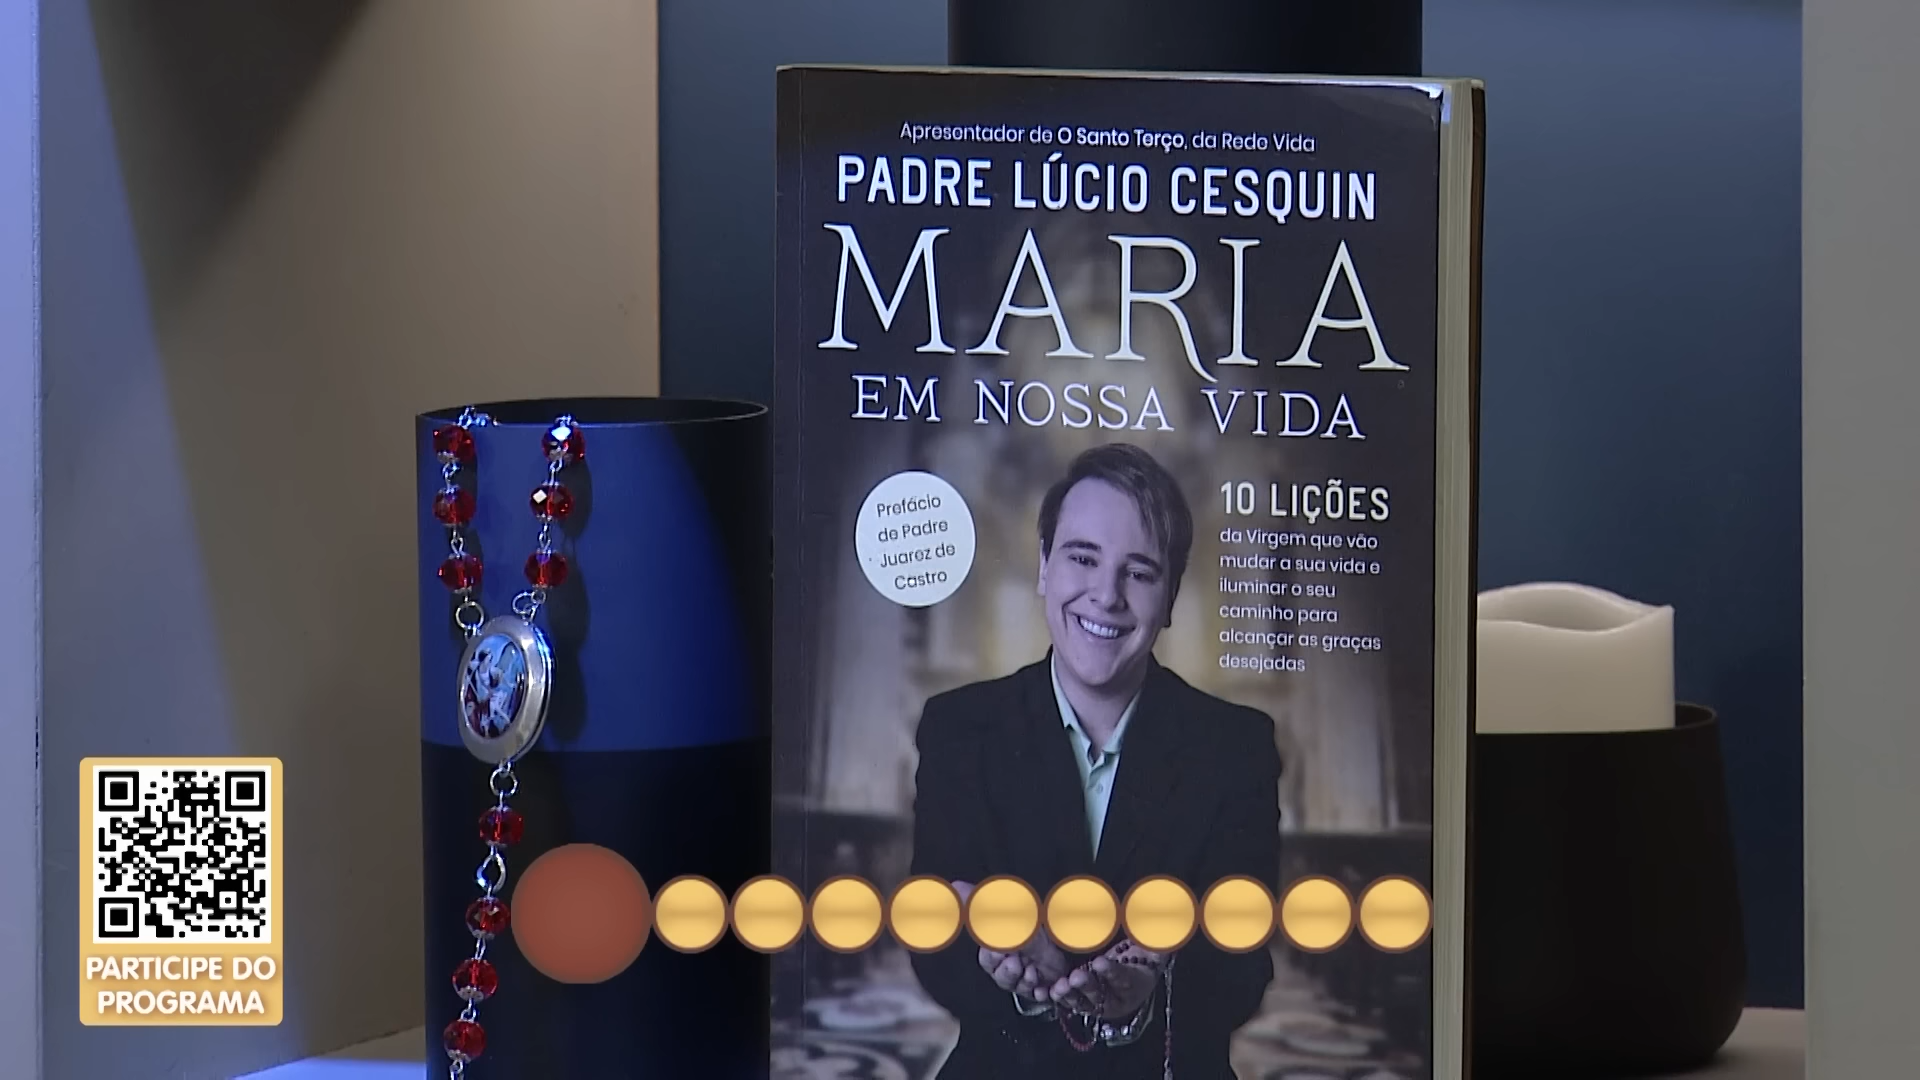 Apresentador de O Santo Terço, da Rede Vida
PADRE LÚCIO CESQUIN
MARIA
EM NOSSA VIDA
Prefácio
de Padre
Juarez de
Castro
10 LIÇÕES
da Virgem que vão
mudar a sua vida e
iluminar o seu
caminho para
alcançar as graças
desejadas
PARTICIPE DO
PROGRAMA